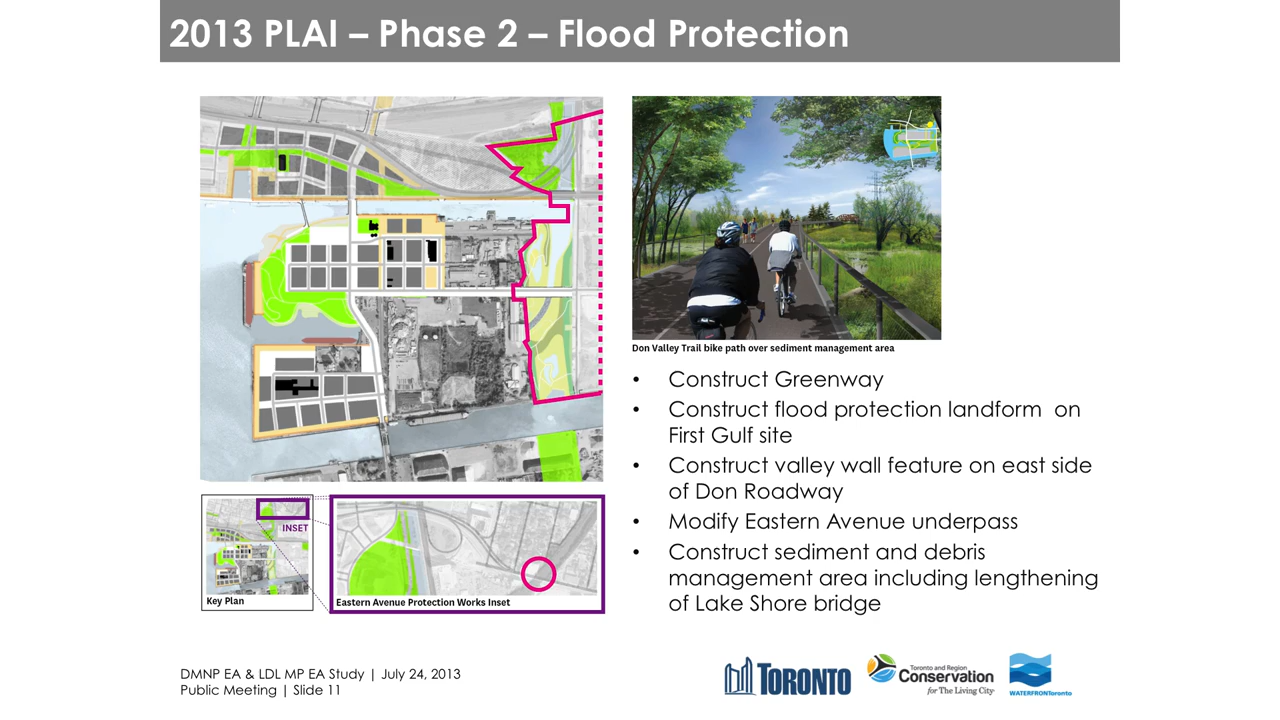 2013 PLAI – Phase 2 – Flood Protection
Don Valley Trail bike path over sediment management area
• Construct Greenway
• Construct flood protection landform on
First Gulf site
• Construct valley wall feature on east side
of Don Roadway
• Modify Eastern Avenue underpass
• Construct sediment and debris
management area including lengthening
of Lake Shore bridge
INSET
Key Plan
Eastern Avenue Protection Works Inset
DMNP EA & LDL MP EA Study | July 24, 2013
Public Meeting | Slide 11
TORONTO
Toronto and Region
Conservation
for The Living City
WATERFRONToronto